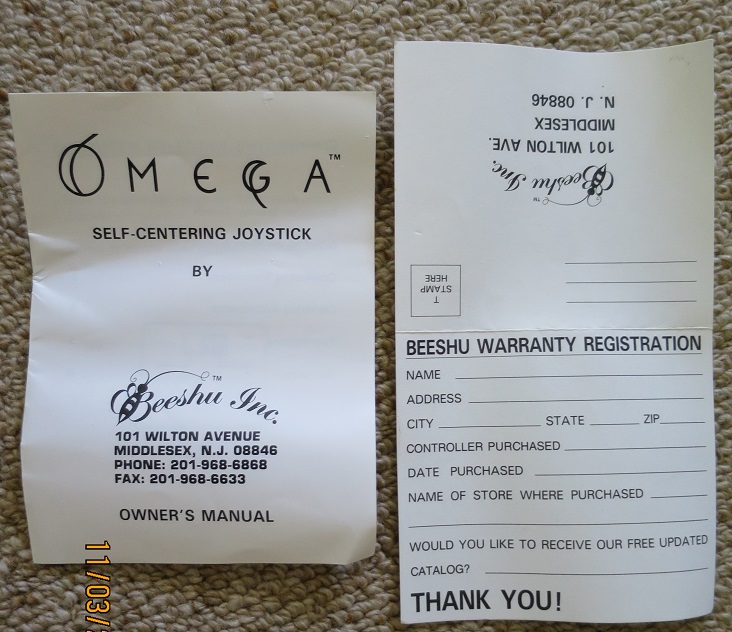 OMEGA™
SELF-CENTERING JOYSTICK
BY
Beeshu Inc.™
101 WILTON AVENUE
MIDDLESEX, N.J. 08846
PHONE: 201-968-6868
FAX: 201-968-6633
OWNER'S MANUAL
Beeshu Inc.™
101 WILTON AVE.
MIDDLESEX
N. J. 08846
T
STAMP
HERE
BEESHU WARRANTY REGISTRATION
NAME
ADDRESS
CITY STATE ZIP
CONTROLLER PURCHASED
DATE PURCHASED
NAME OF STORE WHERE PURCHASED
WOULD YOU LIKE TO RECEIVE OUR FREE UPDATED
CATALOG?
THANK YOU!
11/03/